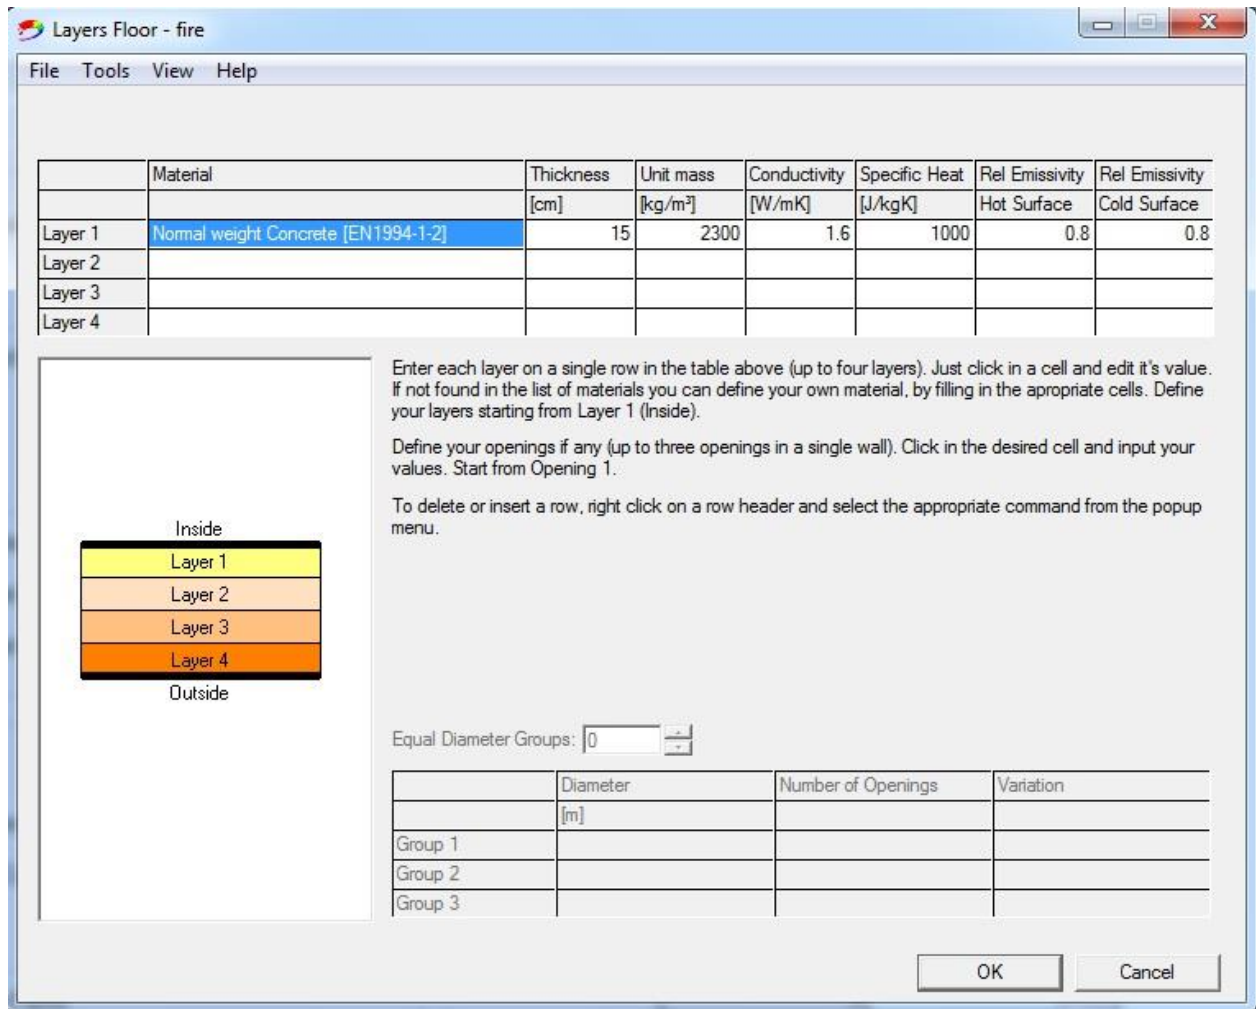 Layers Floor - fire
File Tools View Help
Material Thickness Unit mass Conductivity Specific Heat Rel Emissivity Rel Emissivity
[cm] [kg/m³] [W/mK] [J/kgK] Hot Surface Cold Surface
Layer 1 Normal weight Concrete [EN1994-1-2] 15 2300 1.6 1000 0.8 0.8
Layer 2
Layer 3
Layer 4
Enter each layer on a single row in the table above (up to four layers). Just click in a cell and edit it's value.
If not found in the list of materials you can define your own material, by filling in the apropriate cells. Define
your layers starting from Layer 1 (Inside).
Define your openings if any (up to three openings in a single wall). Click in the desired cell and input your
values. Start from Opening 1.
To delete or insert a row, right click on a row header and select the appropriate command from the popup
menu.
Inside
Layer 1
Layer 2
Layer 3
Layer 4
Outside
Equal Diameter Groups: 0
Diameter Number of Openings Variation
[m]
Group 1
Group 2
Group 3
OK Cancel